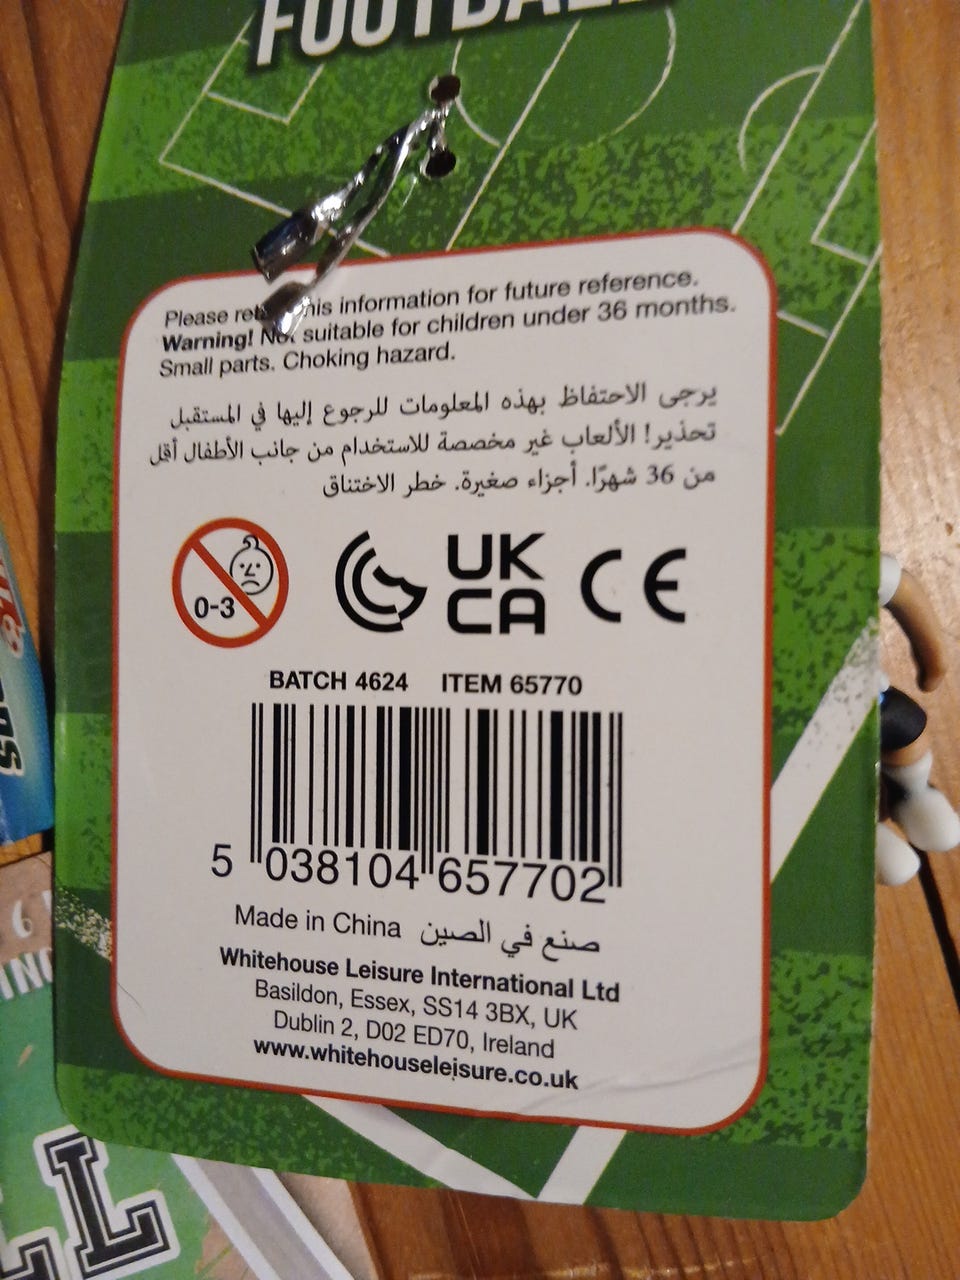 FOOTBALL
Please this information for future reference.
Warning! Not suitable for children under 36 months.
Small parts. Choking hazard.
يرجى الاحتفاظ بهذه المعلومات للرجوع إليها في المستقبل
تحذير! الألعاب غير مخصصة للاستخدام من جانب الأطفال أقل
من 36 شهرًا. أجزاء صغيرة. خطر الاختناق
0-3
UK
CA
CE
BATCH 4624 ITEM 65770
5 038104 657702
Made in China صنع في الصين
Whitehouse Leisure International Ltd
Basildon, Essex, SS14 3BX, UK
Dublin 2, D02 ED70, Ireland
www.whitehouseleisure.co.uk